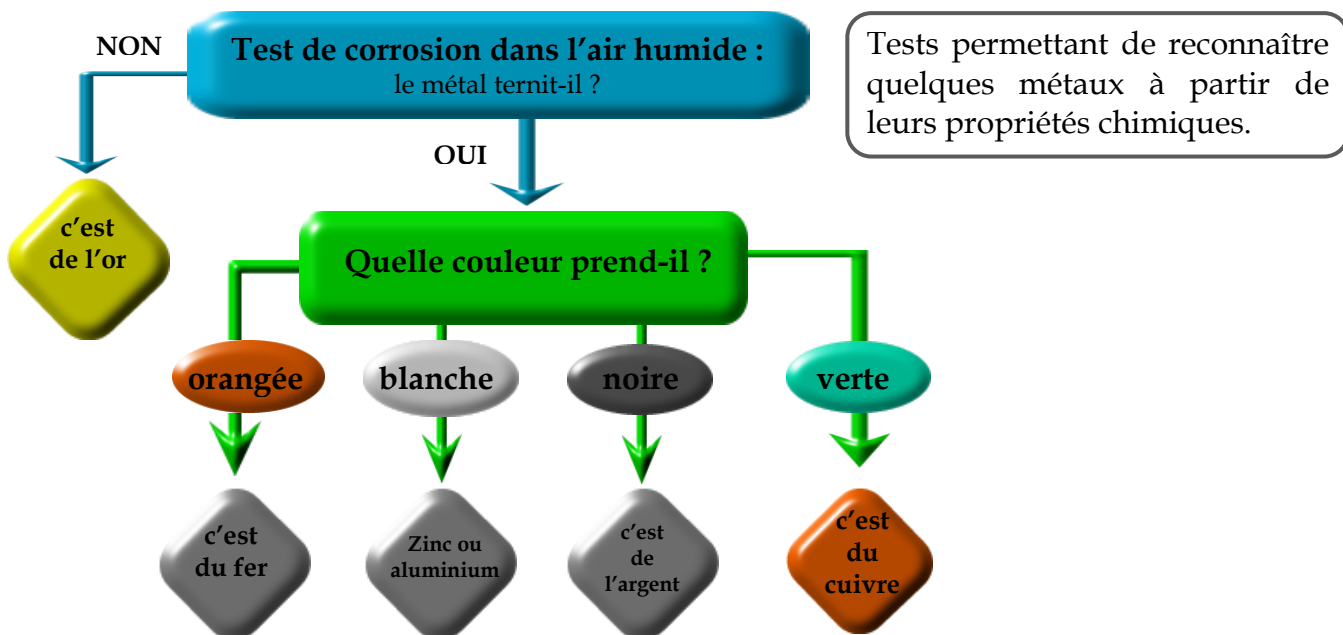 NON
Test de corrosion dans l’air humide :
le métal ternit-il ?
Tests permettant de reconnaître
quelques métaux à partir de
leurs propriétés chimiques.
OUI
c’est
de l’or
Quelle couleur prend-il ?
orangée
blanche
noire
verte
c’est
du fer
Zinc ou
aluminium
c’est
de
l’argent
c’est
du
cuivre